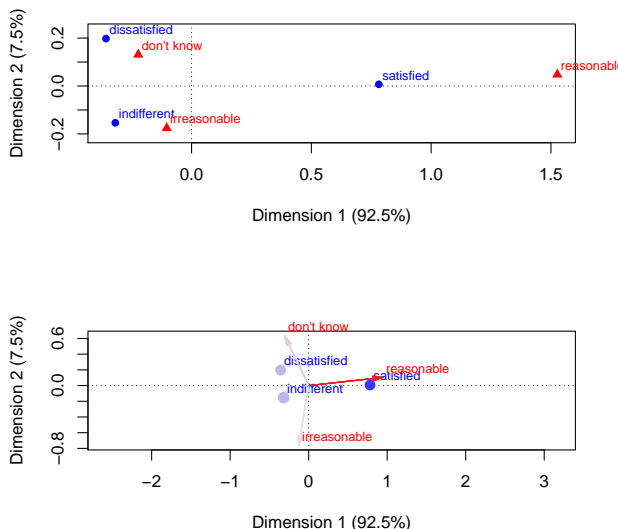 dissatisfied
don't know
reasonable
satisfied
indifferent
irreasonable
0.2
0.0
−0.2
Dimension 2 (7.5%)
0.0
0.5
1.0
1.5
Dimension 1 (92.5%)
don't know
dissatisfied
reasonable
satisfied
indifferent
irreasonable
0.6
0.0
−0.8
Dimension 2 (7.5%)
−2
−1
0
1
2
3
Dimension 1 (92.5%)